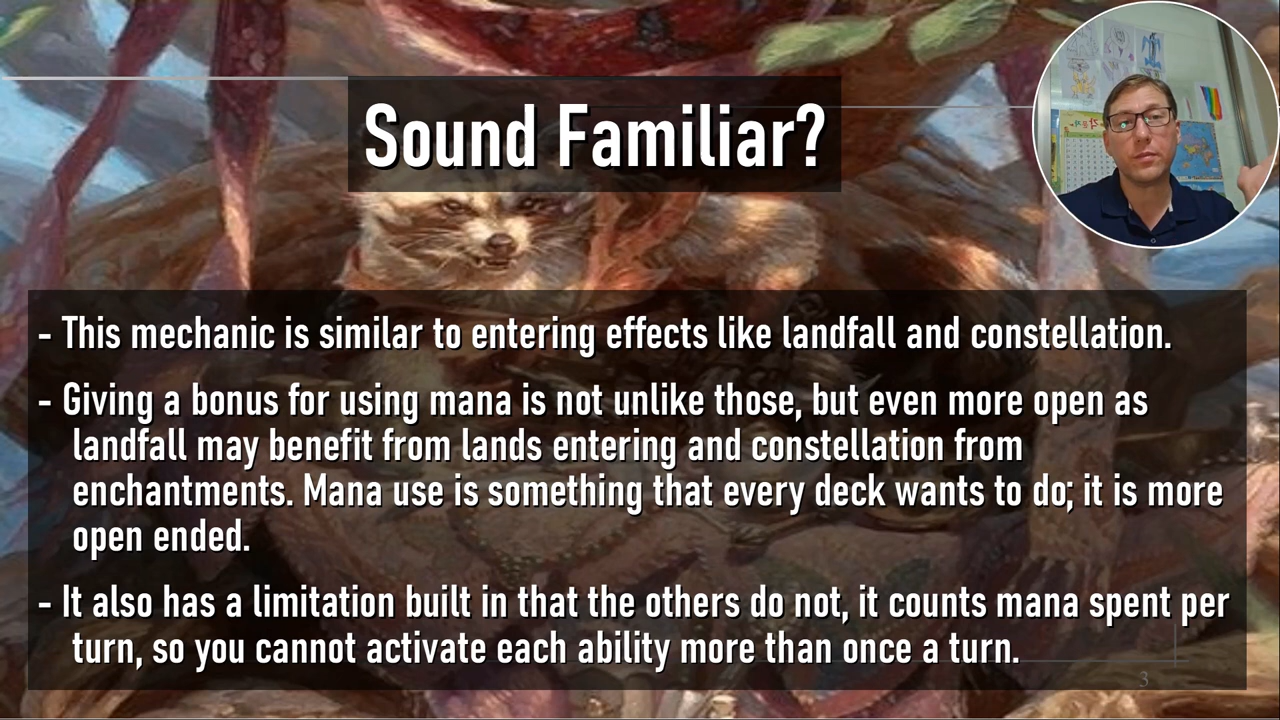 Sound Familiar?
- This mechanic is similar to entering effects like landfall and constellation.
- Giving a bonus for using mana is not unlike those, but even more open as
landfall may benefit from lands entering and constellation from
enchantments. Mana use is something that every deck wants to do; it is more
open ended.
- It also has a limitation built in that the others do not, it counts mana spent per
turn, so you cannot activate each ability more than once a turn.
3